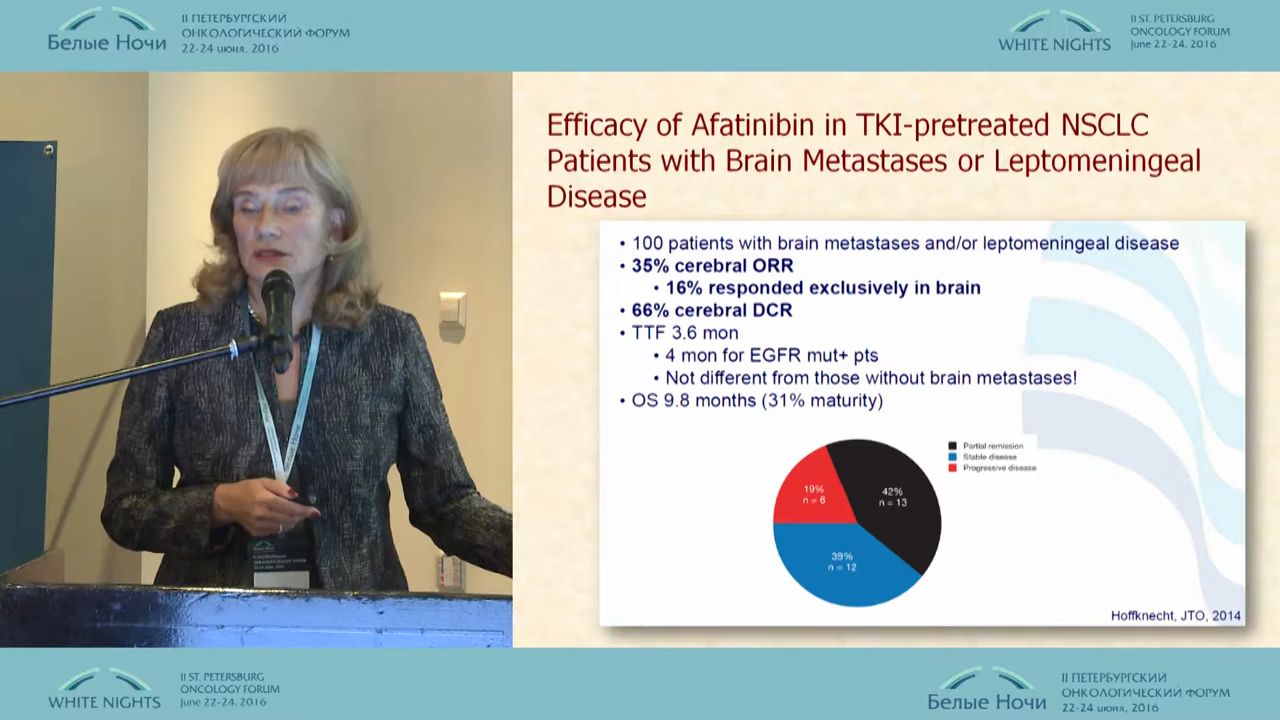 II ПЕТЕРБУРГСКИЙ
ОНКОЛОГИЧЕСКИЙ ФОРУМ
22-24 июня, 2016
Белые Ночи
II ST. PETERSBURG
ONCOLOGY FORUM
June 22-24, 2016
WHITE NIGHTS
Efficacy of Afatinibin in TKI-pretreated NSCLC
Patients with Brain Metastases or Leptomeningeal
Disease
• 100 patients with brain metastases and/or leptomeningeal disease
• 35% cerebral ORR
• 16% responded exclusively in brain
• 66% cerebral DCR
• TTF 3.6 mon
• 4 mon for EGFR mut+ pts
• Not different from those without brain metastases!
• OS 9.8 months (31% maturity)
Partial remission
Stable disease
Progressive disease
19%
n = 6
42%
n = 13
39%
n = 12
Hoffknecht, JTO, 2014
WHITE NIGHTS
II ST. PETERSBURG
ONCOLOGY FORUM
June 22-24, 2016
Белые Ночи
II ПЕТЕРБУРГСКИЙ
ОНКОЛОГИЧЕСКИЙ ФОРУМ
22-24 июня, 2016